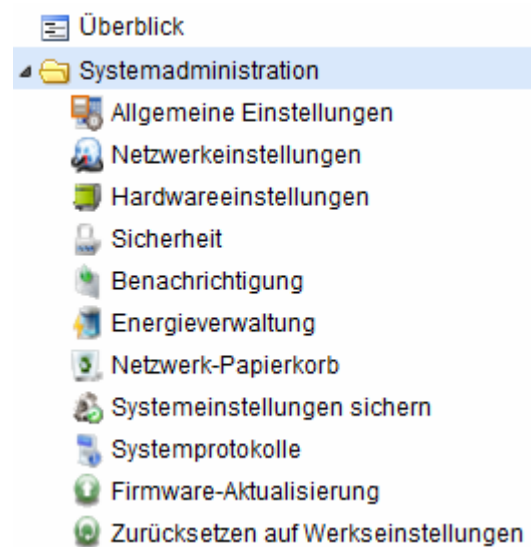 Überblick
Systemadministration
Allgemeine Einstellungen
Netzwerkeinstellungen
Hardwareeinstellungen
Sicherheit
Benachrichtigung
Energieverwaltung
Netzwerk-Papierkorb
Systemeinstellungen sichern
Systemprotokolle
Firmware-Aktualisierung
Zurücksetzen auf Werkseinstellungen